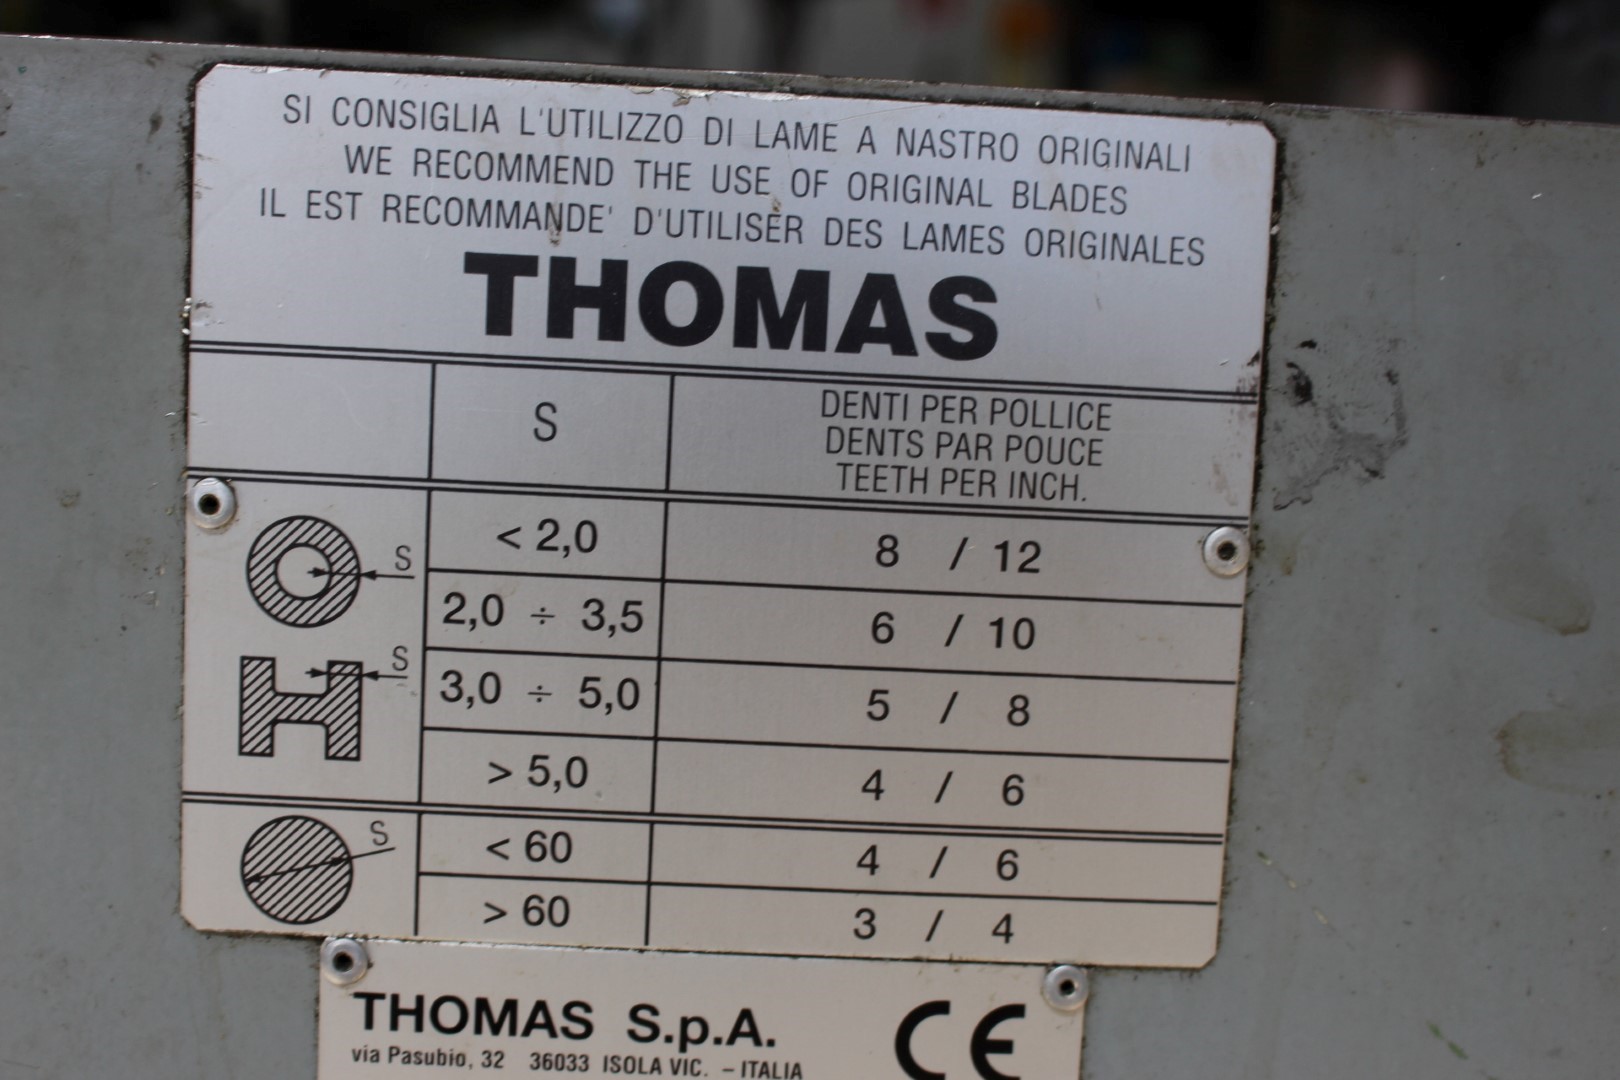 SI CONSIGLIA L'UTILIZZO DI LAME A NASTRO ORIGINALI
WE RECOMMEND THE USE OF ORIGINAL BLADES
IL EST RECOMMANDE' D'UTILISER DES LAMES ORIGINALES
THOMAS
S
DENTI PER POLLICE
DENTS PAR POUCE
TEETH PER INCH.
S
< 2,0 8 / 12
2,0 ÷ 3,5 6 / 10
S
3,0 ÷ 5,0 5 / 8
> 5,0 4 / 6
S
< 60 4 / 6
> 60 3 / 4
THOMAS S.p.A.
via Pasubio, 32 36033 ISOLA VIC. - ITALIA
CE